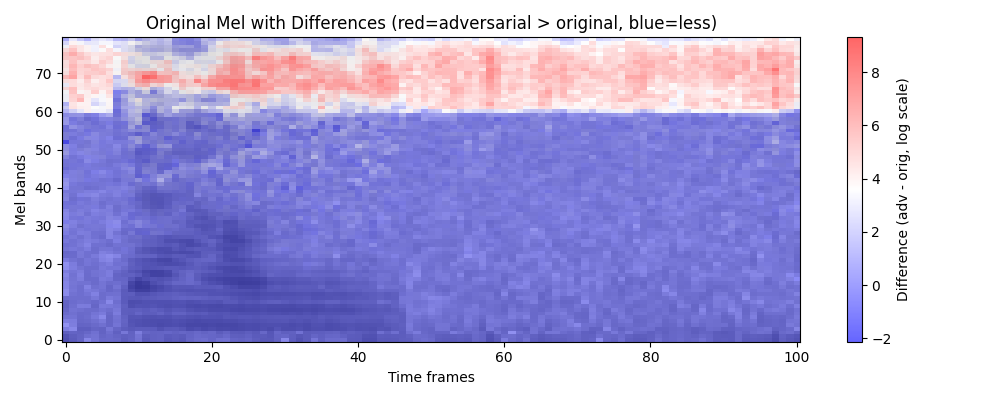 Original Mel with Differences (red=adversarial > original, blue=less)
Mel bands
70
60
50
40
30
20
10
0
0 20 40 60 80 100
Time frames
8
6
4
2
0
−2
Difference (adv - orig, log scale)